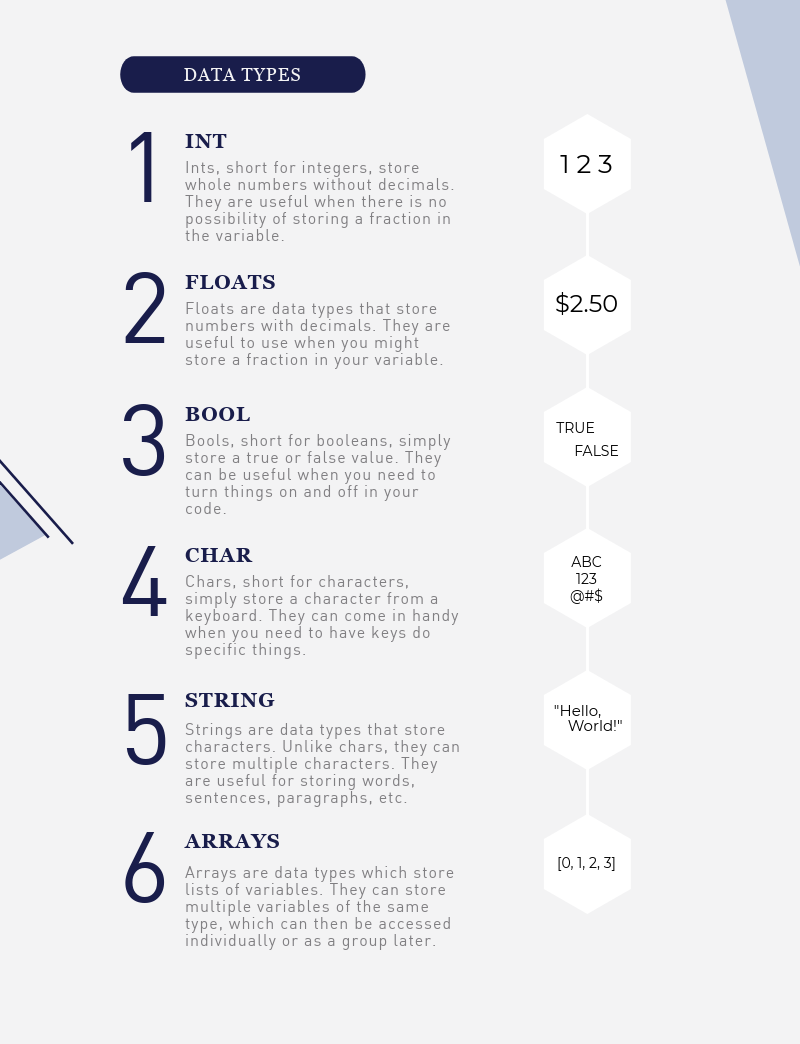 DATA TYPES
1
INT
Ints, short for integers, store
whole numbers without decimals.
They are useful when there is no
possibility of storing a fraction in
the variable.
1 2 3
2
FLOATS
Floats are data types that store
numbers with decimals. They are
useful to use when you might
store a fraction in your variable.
$2.50
3
BOOL
Bools, short for booleans, simply
store a true or false value. They
can be useful when you need to
turn things on and off in your
code.
TRUE
FALSE
4
CHAR
Chars, short for characters,
simply store a character from a
keyboard. They can come in handy
when you need to have keys do
specific things.
ABC
123
@#$
5
STRING
Strings are data types that store
characters. Unlike chars, they can
store multiple characters. They
are useful for storing words,
sentences, paragraphs, etc.
"Hello,
World!"
6
ARRAYS
Arrays are data types which store
lists of variables. They can store
multiple variables of the same
type, which can then be accessed
individually or as a group later.
[0, 1, 2, 3]